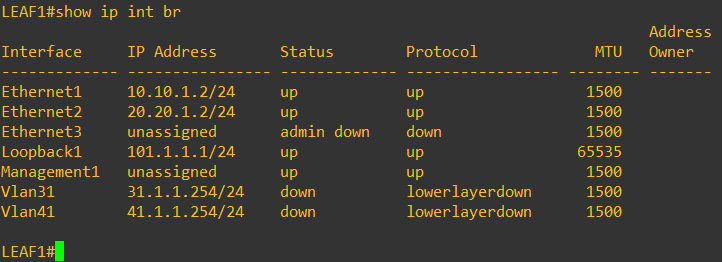 LEAF1#show ip int br
Address
Interface IP Address Status Protocol MTU Owner
------------- --------------- ------------- ----------------- -------- -------
Ethernet1 10.10.1.2/24 up up 1500
Ethernet2 20.20.1.2/24 up up 1500
Ethernet3 unassigned admin down down 1500
Loopback1 101.1.1.1/24 up up 65535
Management1 unassigned up up 1500
Vlan31 31.1.1.254/24 down lowerlayerdown 1500
Vlan41 41.1.1.254/24 down lowerlayerdown 1500
LEAF1#